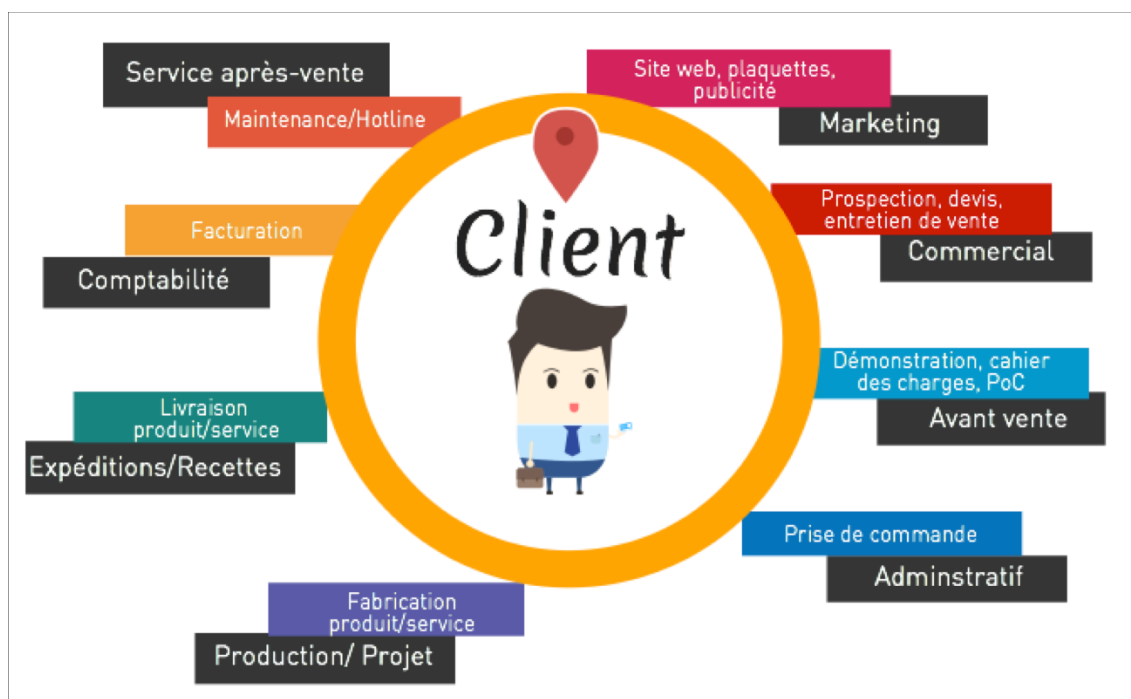 Service après-vente
Maintenance/Hotline
Site web, plaquettes,
publicité
Marketing
Client
Facturation
Comptabilité
Prospection, devis,
entretien de vente
Commercial
Livraison
produit/service
Expéditions/Recettes
Démonstration, cahier
des charges, PoC
Avant vente
Prise de commande
Adminstratif
Fabrication
produit/service
Production/ Projet